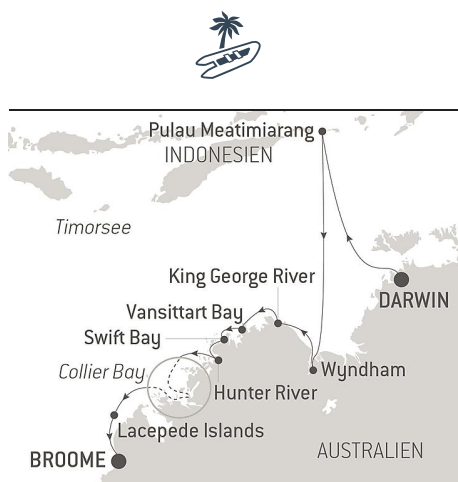 Pulau Meatimiarang
INDONESIEN
Timorsee
King George River
DARWIN
Vansittart Bay
Swift Bay
Collier Bay
Wyndham
Hunter River
Lacepede Islands
AUSTRALIEN
BROOME